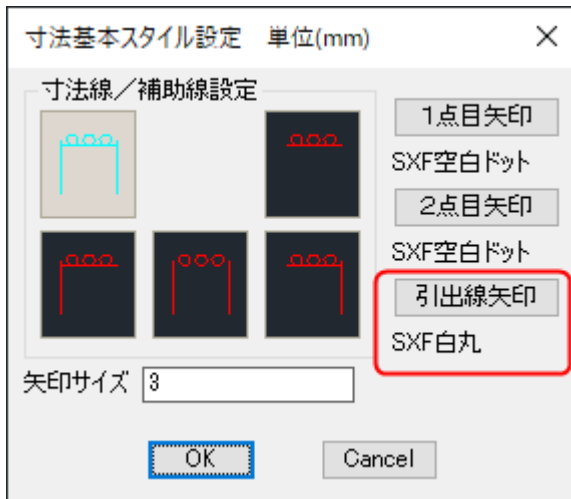 寸法基本スタイル設定　単位(mm)
寸法線／補助線設定
１点目矢印
SXF空白ドット
２点目矢印
SXF空白ドット
引出線矢印
SXF白丸
矢印サイズ 3
OK
Cancel